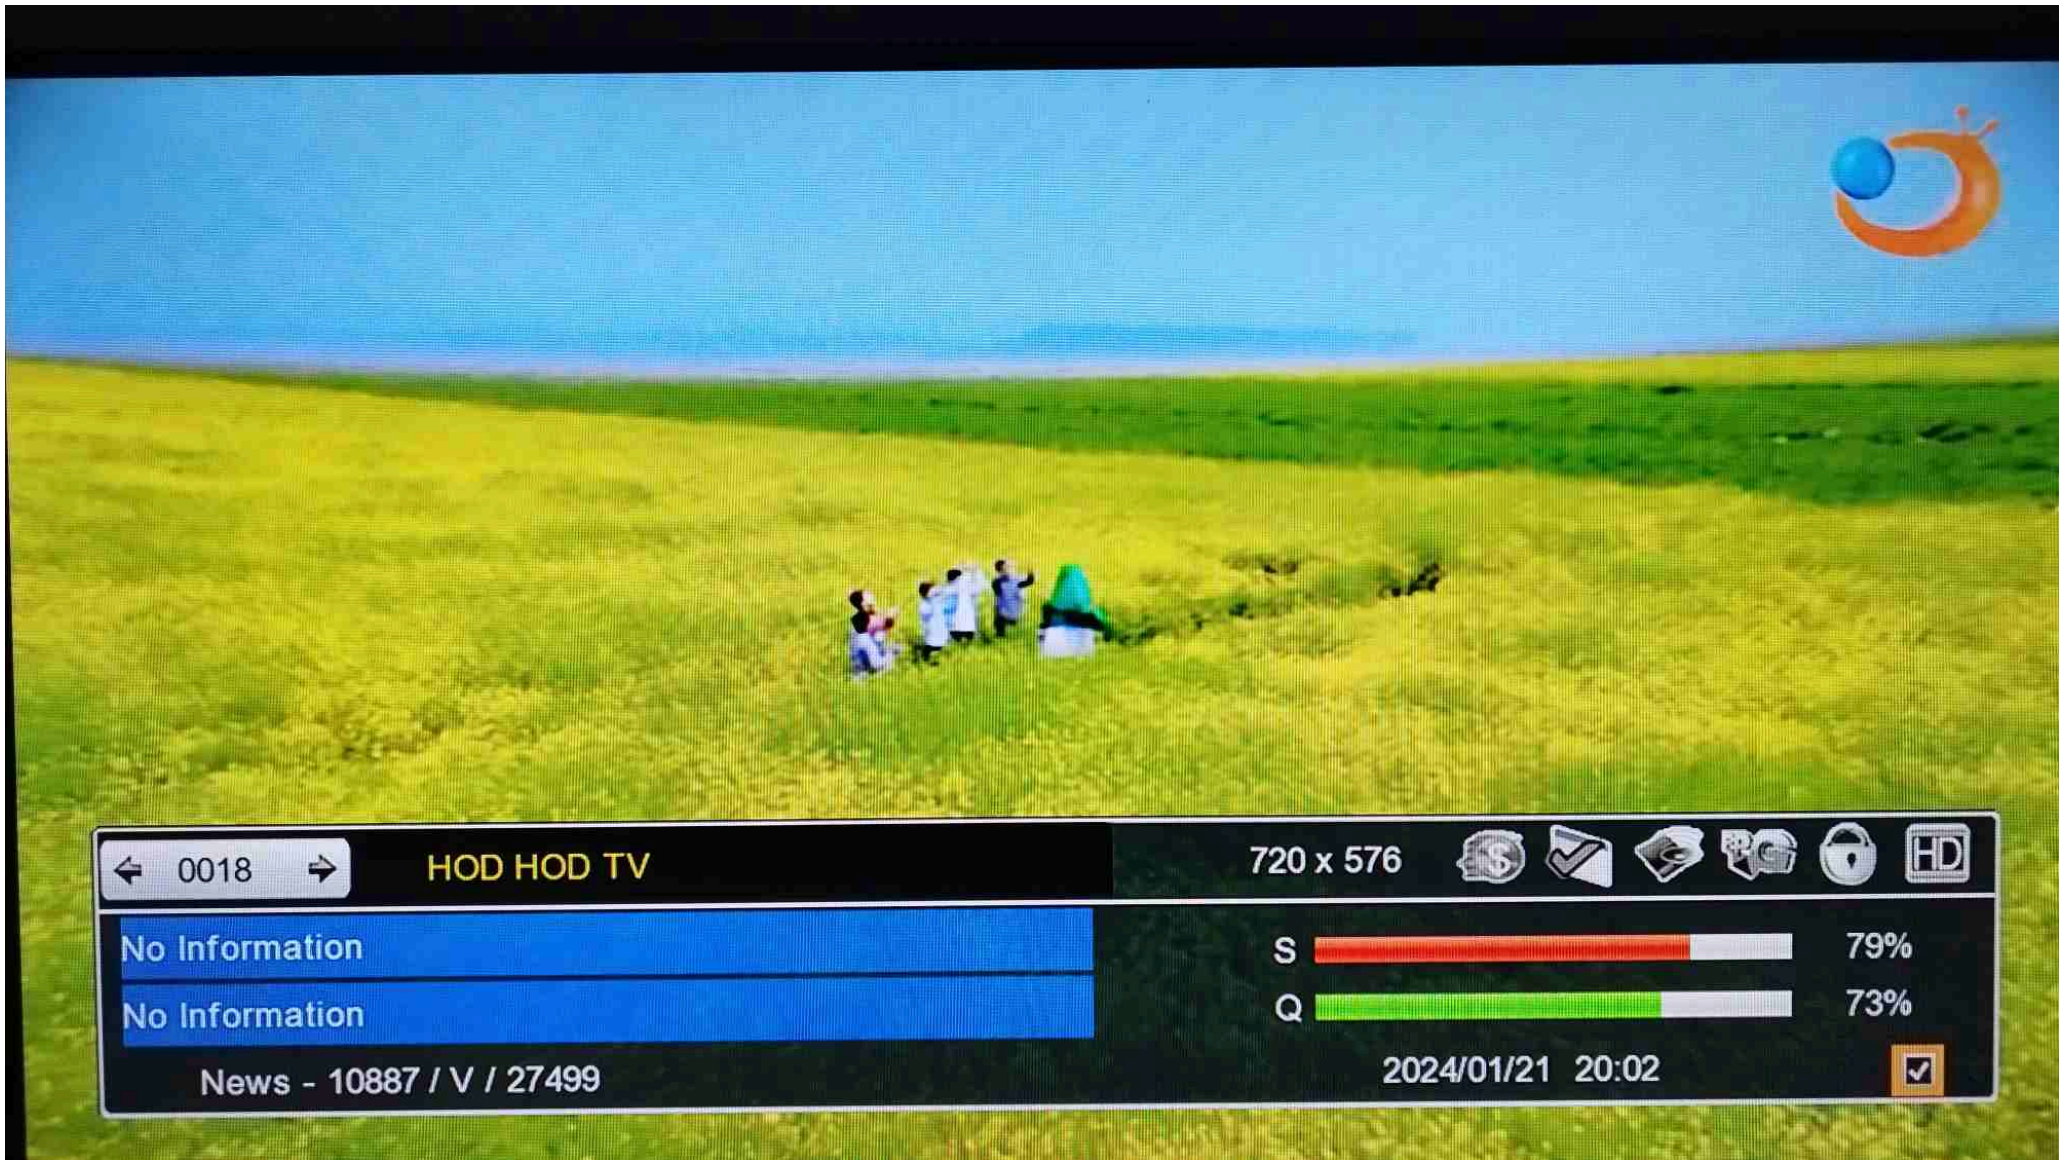 0018 HOD HOD TV 720 x 576 HD
No Information
S 79%
No Information
Q 73%
News - 10887 / V / 27499 2024/01/21 20:02